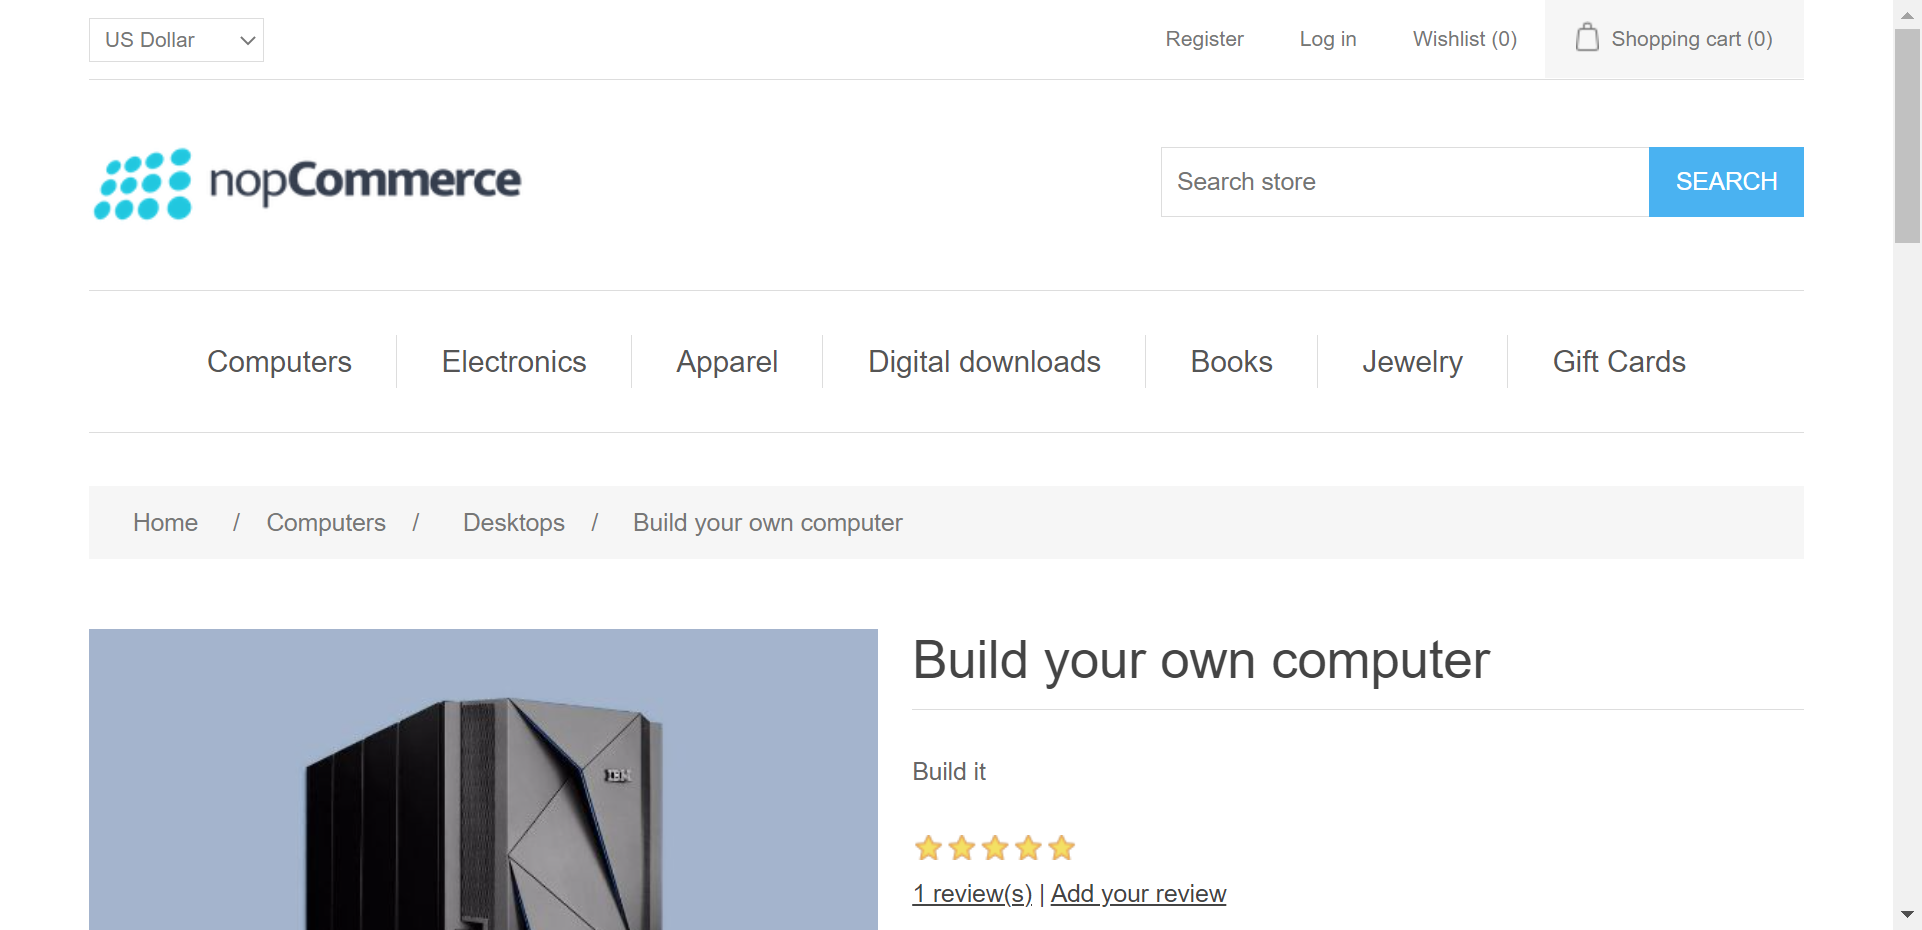 US Dollar
Register
Log in
Wishlist (0)
Shopping cart (0)
nopCommerce
Search store
SEARCH
Computers
Electronics
Apparel
Digital downloads
Books
Jewelry
Gift Cards
Home / Computers / Desktops / Build your own computer
Build your own computer
IBM
Build it
1 review(s) | Add your review